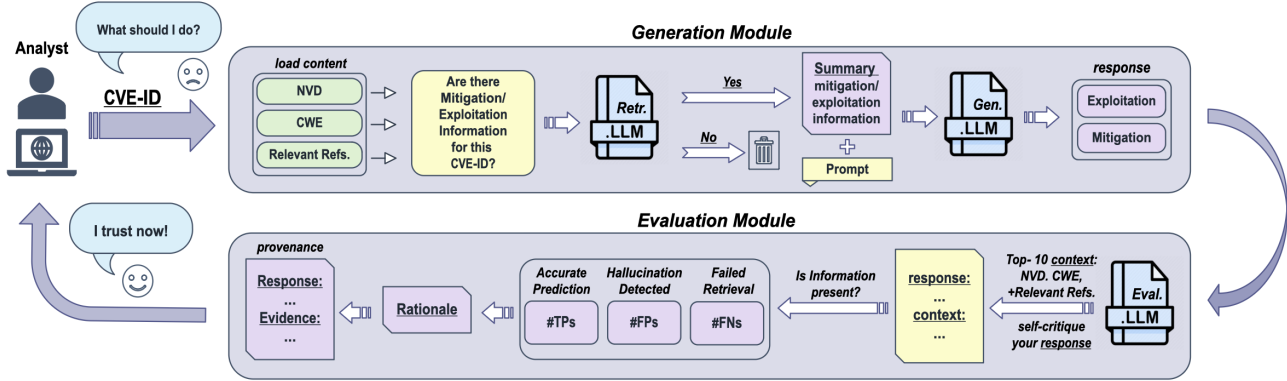 What should I do?
Analyst
CVE-ID
Generation Module
load content
NVD
CWE
Relevant Refs.
Are there
Mitigation/
Exploitation
Information
for this
CVE-ID?
Retr.
.LLM
Yes
No
Summary
mitigation/
exploitation
information
+
Prompt
Gen.
.LLM
response
Exploitation
Mitigation
I trust now!
Evaluation Module
provenance
Response:
...
Evidence:
...
Rationale
Accurate
Prediction
#TPs
Hallucination
Detected
#FPs
Failed
Retrieval
#FNs
Is Information
present?
response:
...
context:
...
Top- 10 context:
NVD. CWE,
+Relevant Refs.
self-critique
your response
Eval.
.LLM